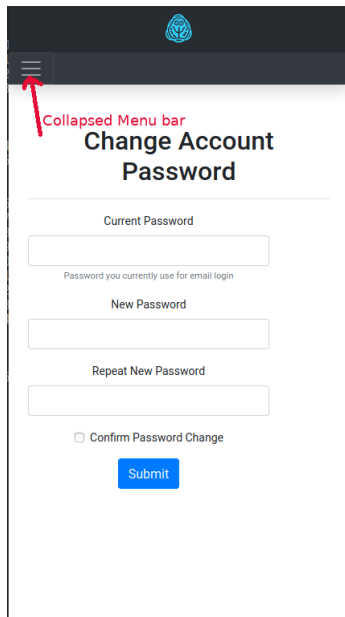 Collapsed Menu bar
Change Account
Password
Current Password
Password you currently use for email login
New Password
Repeat New Password
Confirm Password Change
Submit